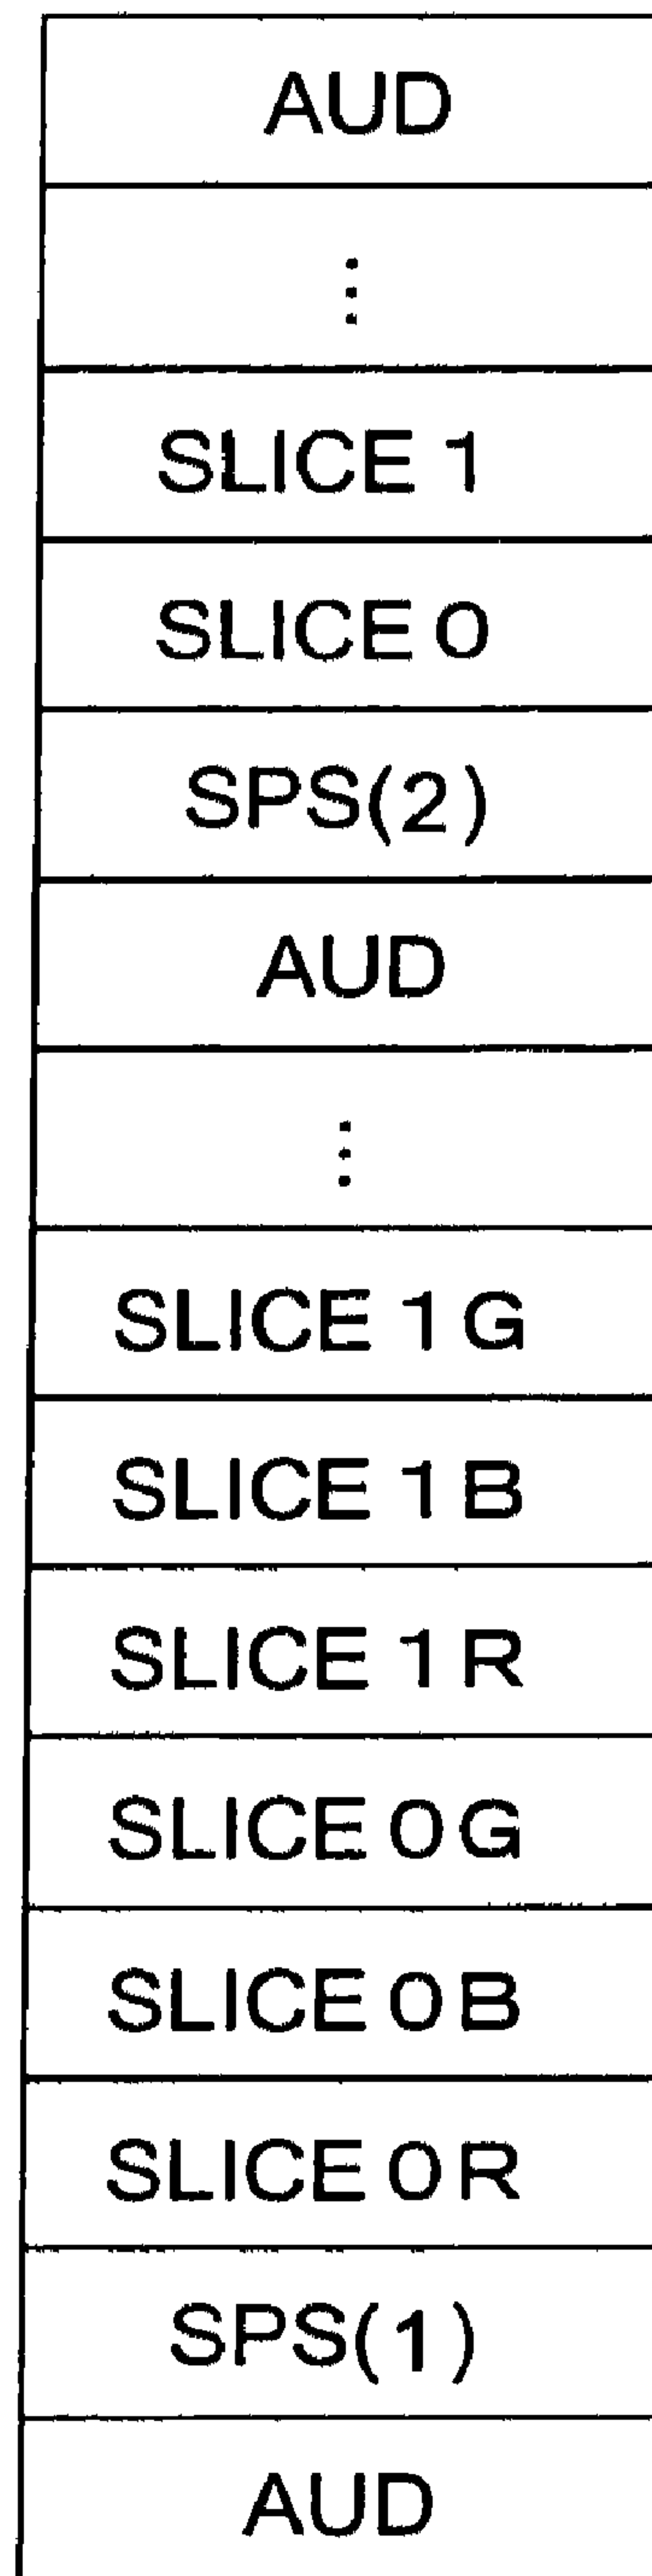 AUD
⋮
SLICE 1
SLICE 0
SPS(2)
AUD
⋮
SLICE 1 G
SLICE 1 B
SLICE 1 R
SLICE 0 G
SLICE 0 B
SLICE 0 R
SPS(1)
AUD